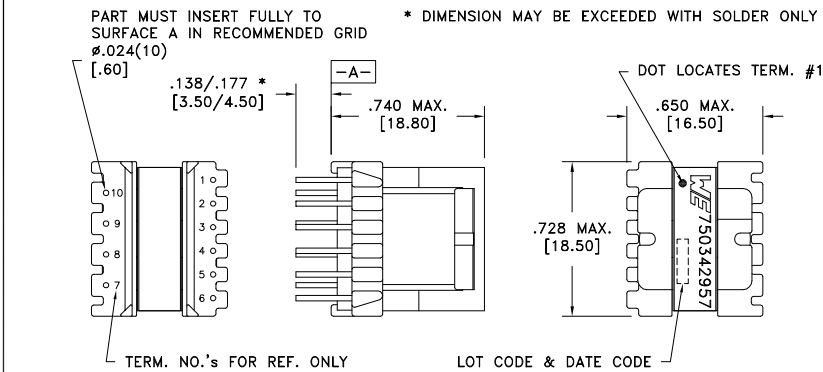 PART MUST INSERT FULLY TO
SURFACE A IN RECOMMENDED GRID
ø.024(10)
[.60]
* DIMENSION MAY BE EXCEEDED WITH SOLDER ONLY
-A-
.138/.177 *
[3.50/4.50]
.740 MAX.
[18.80]
DOT LOCATES TERM. #1
.650 MAX.
[16.50]
.728 MAX.
[18.50]
10
9
8
7
1
2
3
4
5
6
WE 750342957
TERM. NO.'s FOR REF. ONLY
LOT CODE & DATE CODE